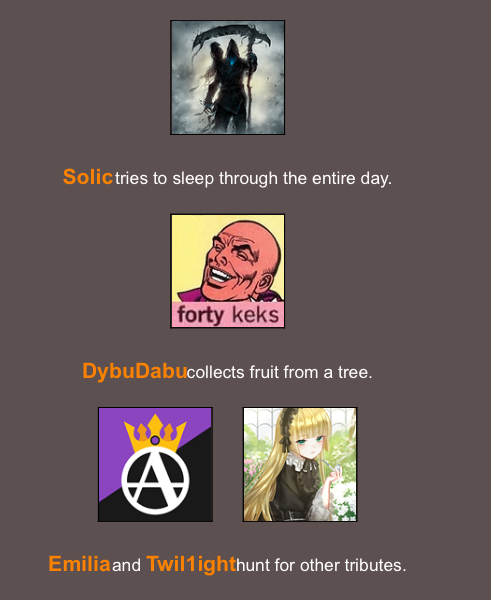 Solic tries to sleep through the entire day.
forty keks
DybuDabu collects fruit from a tree.
A
Emilia and Twil1ight hunt for other tributes.